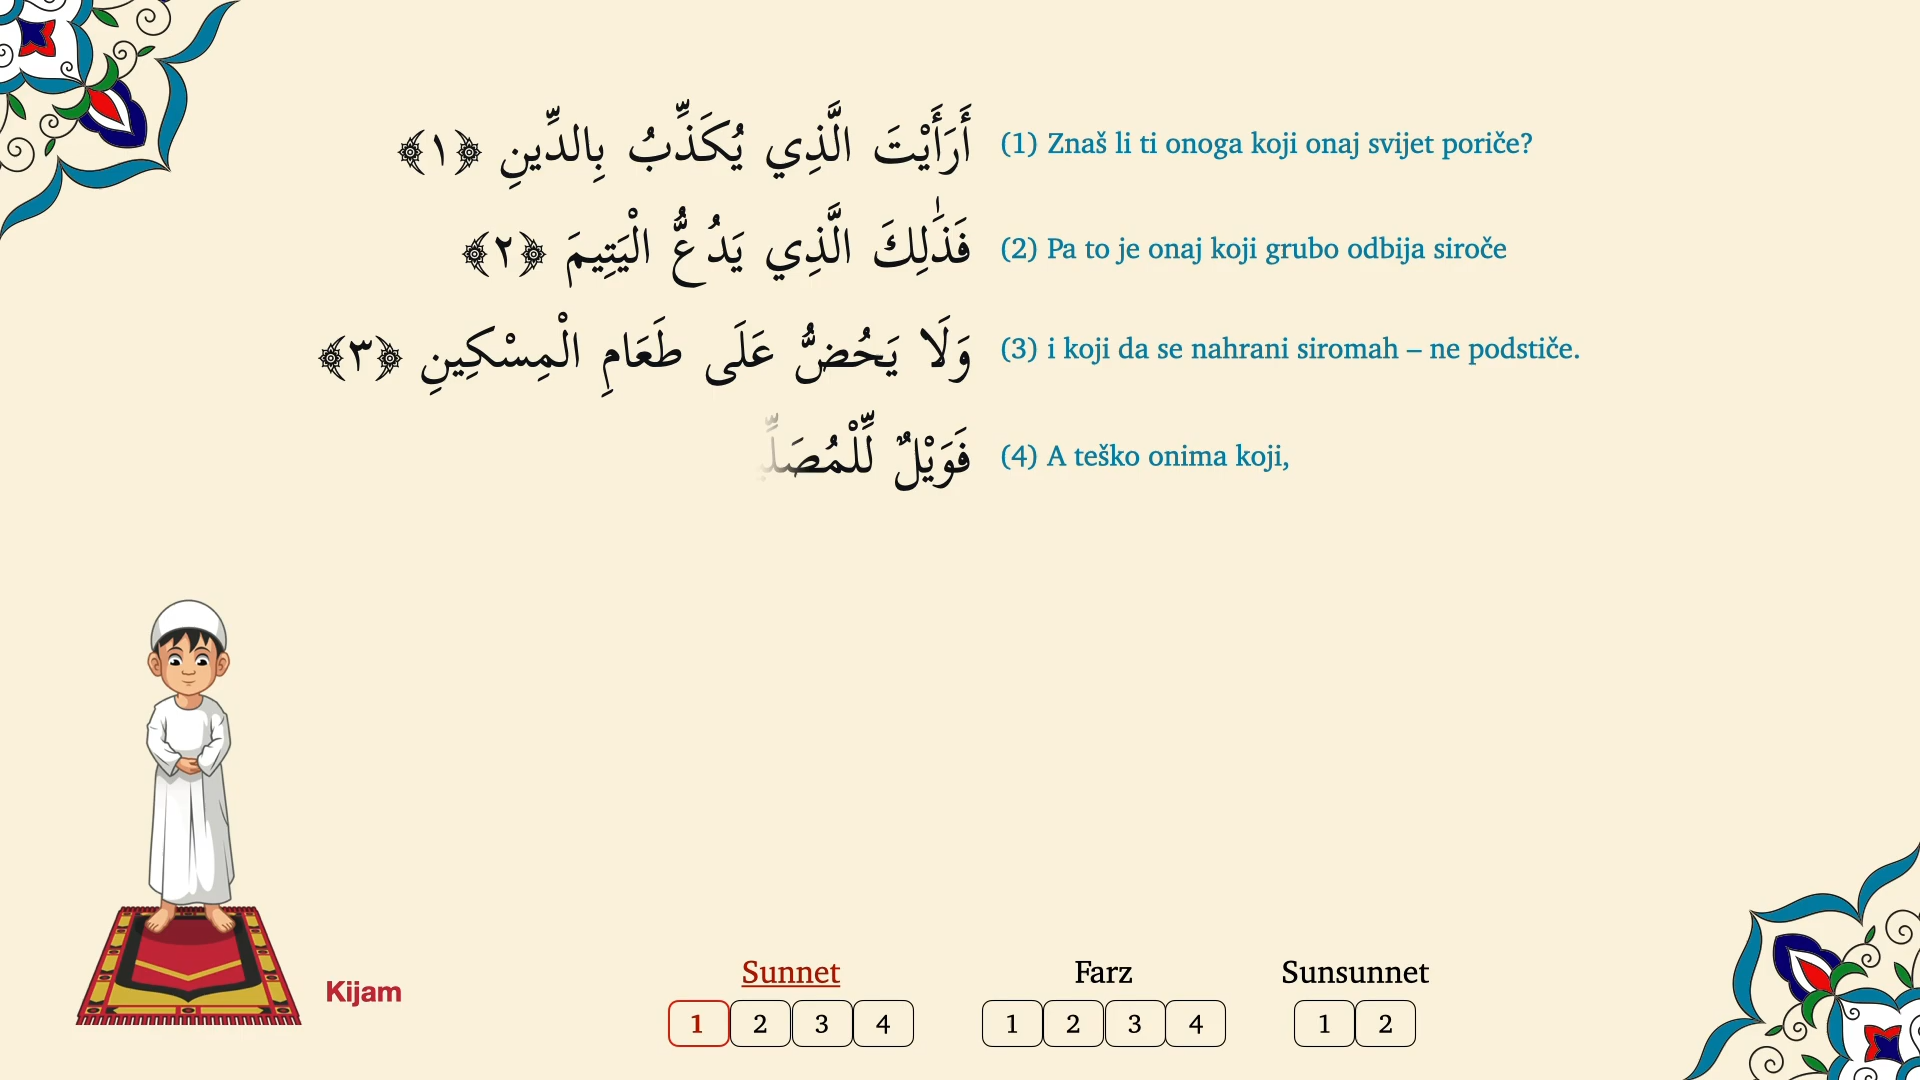 أَرَأَيْتَ الَّذِي يُكَذِّبُ بِالدِّينِ ﴿١﴾
(1) Znaš li ti onoga koji onaj svijet poriče?
فَذَٰلِكَ الَّذِي يَدُعُّ الْيَتِيمَ ﴿٢﴾
(2) Pa to je onaj koji grubo odbija siroče
وَلَا يَحُضُّ عَلَى طَعَامِ الْمِسْكِينِ ﴿٣﴾
(3) i koji da se nahrani siromah – ne podstiče.
فَوَيْلٌ
(4) A teško onima koji,
Kijam
Sunnet Farz Sunsunnet
1 2 3 4 1 2 3 4 1 2